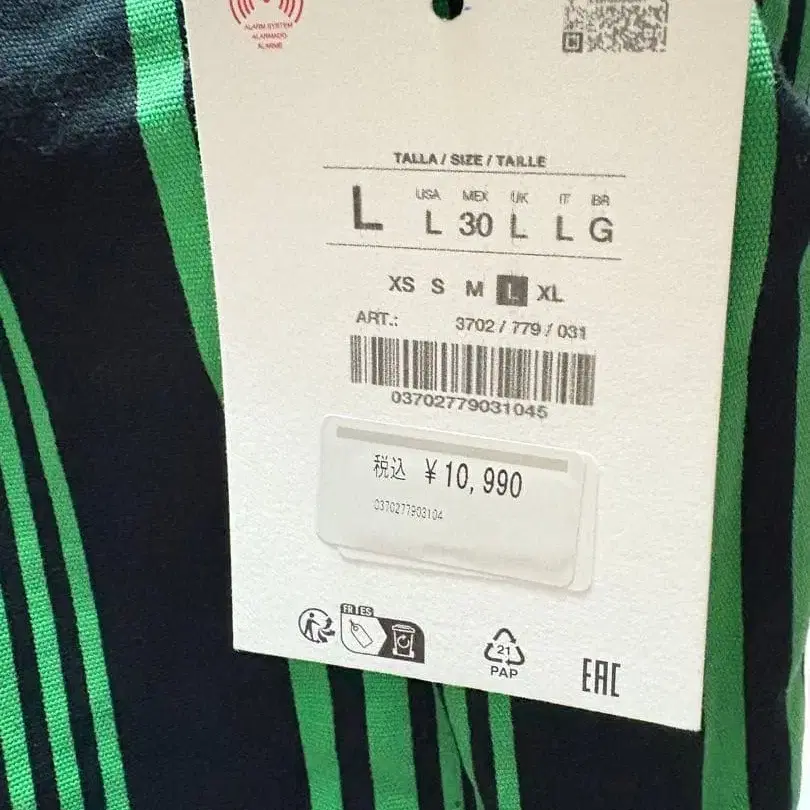 ALARM SYSTEM
ALARMADO
ALARME
TALLA / SIZE / TAILLE
USA MEX UK IT BR
L L 30 L L G
XS S M L XL
ART.: 3702 / 779 / 031
03702779031045
税込 ¥10,990
0370277903104
FR ES
21
PAP
EAC